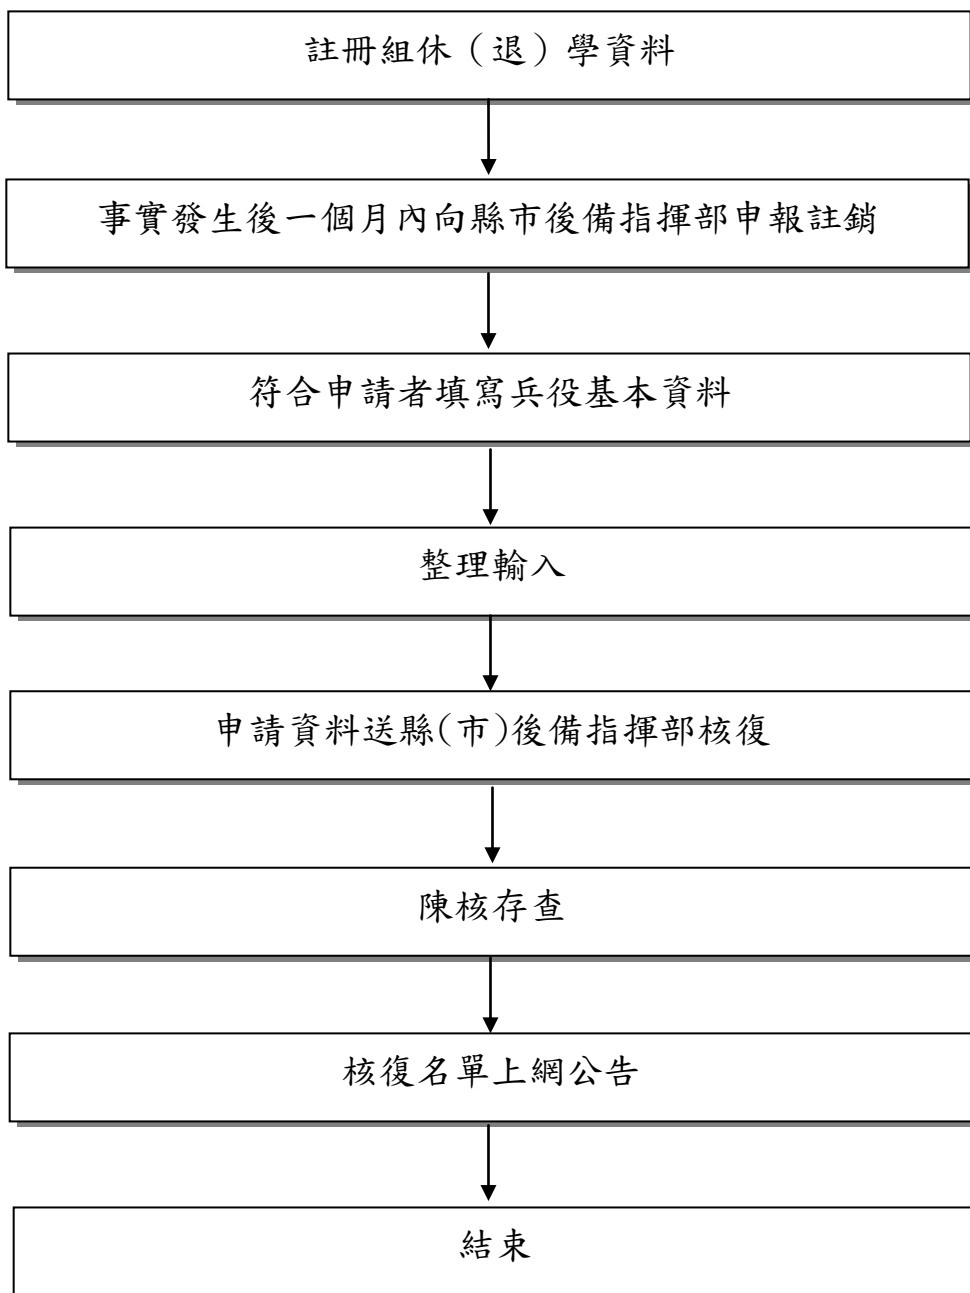 註冊組休（退）學資料
事實發生後一個月內向縣市後備指揮部申報註銷
符合申請者填寫兵役基本資料
整理輸入
申請資料送縣(市)後備指揮部核復
陳核存查
核復名單上網公告
結束